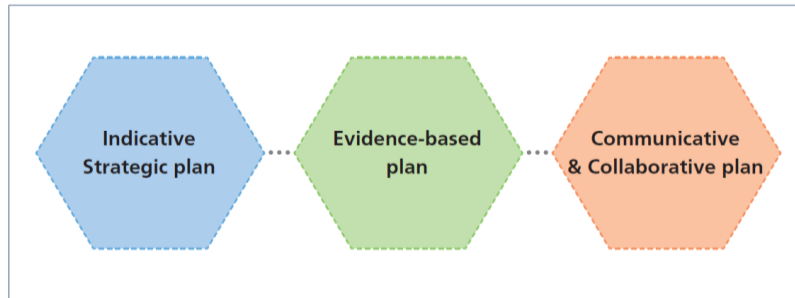 Indicative
Strategic plan
Evidence-based
plan
Communicative
& Collaborative plan